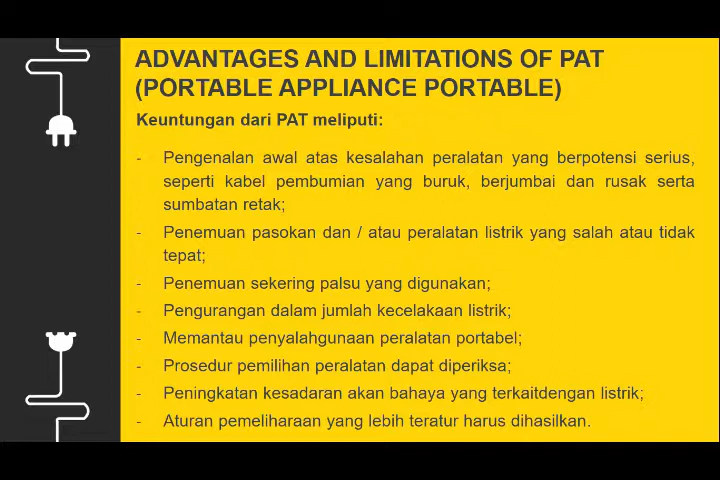 ADVANTAGES AND LIMITATIONS OF PAT
(PORTABLE APPLIANCE PORTABLE)
Keuntungan dari PAT meliputi:
- Pengenalan awal atas kesalahan peralatan yang berpotensi serius,
seperti kabel pembumian yang buruk, berjumbai dan rusak serta
sumbatan retak;
- Penemuan pasokan dan / atau peralatan listrik yang salah atau tidak
tepat;
- Penemuan sekering palsu yang digunakan;
- Pengurangan dalam jumlah kecelakaan listrik;
- Memantau penyalahgunaan peralatan portabel;
- Prosedur pemilihan peralatan dapat diperiksa;
- Peningkatan kesadaran akan bahaya yang terkaitdengan listrik;
- Aturan pemeliharaan yang lebih teratur harus dihasilkan.